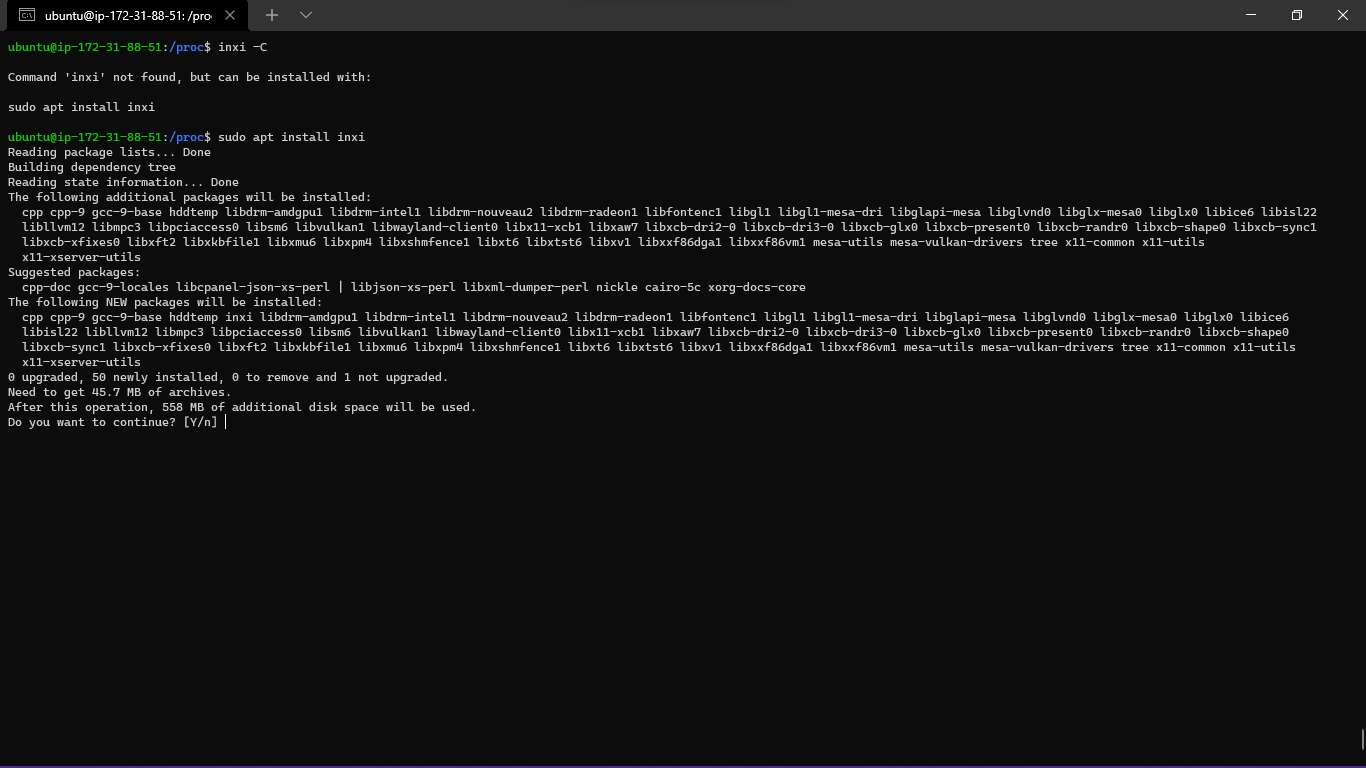 ubuntu@ip-172-31-88-51: /proc
ubuntu@ip-172-31-88-51:/proc$ inxi -C
Command 'inxi' not found, but can be installed with:
sudo apt install inxi
ubuntu@ip-172-31-88-51:/proc$ sudo apt install inxi
Reading package lists... Done
Building dependency tree
Reading state information... Done
The following additional packages will be installed:
cpp cpp-9 gcc-9-base hddtemp libdrm-amdgpu1 libdrm-intel1 libdrm-nouveau2 libdrm-radeon1 libfontenc1 libgl1 libgl1-mesa-dri libglapi-mesa libglvnd0 libglx-mesa0 libglx0 libice6 libisl22
libllvm12 libmpc3 libpciaccess0 libsm6 libvulkan1 libwayland-client0 libx11-xcb1 libxaw7 libxcb-dri2-0 libxcb-dri3-0 libxcb-glx0 libxcb-present0 libxcb-randr0 libxcb-shape0 libxcb-sync1
libxcb-xfixes0 libxft2 libxkbfile1 libxmu6 libxpm4 libxshmfence1 libxt6 libxtst6 libxv1 libxxf86dga1 libxxf86vm1 mesa-utils mesa-vulkan-drivers tree x11-common x11-utils
x11-xserver-utils
Suggested packages:
cpp-doc gcc-9-locales libcpanel-json-xs-perl | libjson-xs-perl libxml-dumper-perl nickle cairo-5c xorg-docs-core
The following NEW packages will be installed:
cpp cpp-9 gcc-9-base hddtemp inxi libdrm-amdgpu1 libdrm-intel1 libdrm-nouveau2 libdrm-radeon1 libfontenc1 libgl1 libgl1-mesa-dri libglapi-mesa libglvnd0 libglx-mesa0 libglx0 libice6
libisl22 libllvm12 libmpc3 libpciaccess0 libsm6 libvulkan1 libwayland-client0 libx11-xcb1 libxaw7 libxcb-dri2-0 libxcb-dri3-0 libxcb-glx0 libxcb-present0 libxcb-randr0 libxcb-shape0
libxcb-sync1 libxcb-xfixes0 libxft2 libxkbfile1 libxmu6 libxpm4 libxshmfence1 libxt6 libxtst6 libxv1 libxxf86dga1 libxxf86vm1 mesa-utils mesa-vulkan-drivers tree x11-common x11-utils
x11-xserver-utils
0 upgraded, 50 newly installed, 0 to remove and 1 not upgraded.
Need to get 45.7 MB of archives.
After this operation, 558 MB of additional disk space will be used.
Do you want to continue? [Y/n]